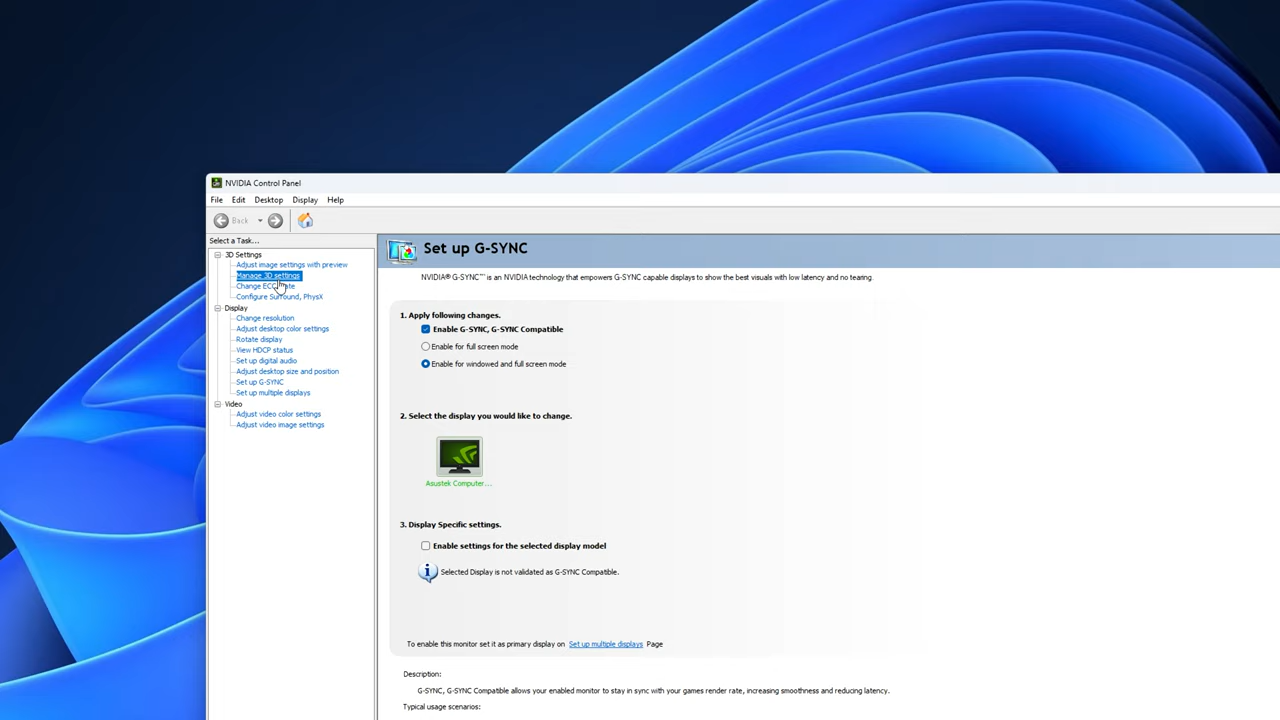 NVIDIA Control Panel
File Edit Desktop Display Help
Back
Select a Task...
3D Settings
Adjust image settings with preview
Manage 3D settings
Configure Surround, PhysX
Display
Change resolution
Adjust desktop color settings
Rotate display
View HDCP status
Set up digital audio
Adjust desktop size and position
Set up G-SYNC
Set up multiple displays
Video
Adjust video color settings
Adjust video image settings
Set up G-SYNC
NVIDIA® G-SYNC™ is an NVIDIA technology that empowers G-SYNC capable displays to show the best visuals with low latency and no tearing.
1. Apply following changes.
Enable G-SYNC, G-SYNC Compatible
Enable for full screen mode
Enable for windowed and full screen mode
2. Select the display you would like to change.
Asustek Computer...
3. Display Specific settings.
Enable settings for the selected display model
Selected Display is not validated as G-SYNC Compatible.
To enable this monitor set it as primary display on Set up multiple displays Page
Description:
G-SYNC, G-SYNC Compatible allows your enabled monitor to stay in sync with your games render rate, increasing smoothness and reducing latency.
Typical usage scenarios: